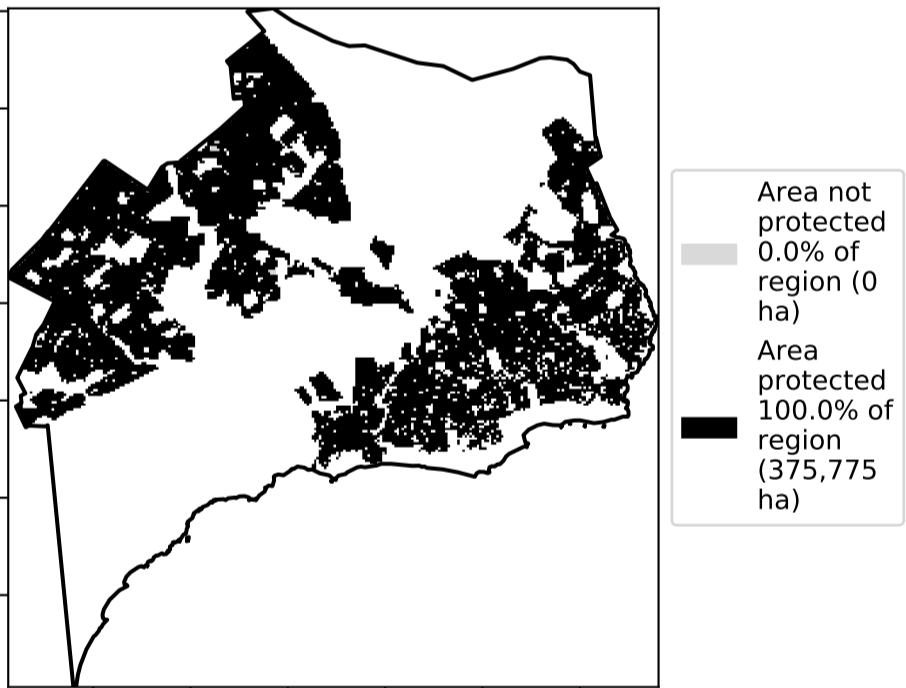 Area not
protected
0.0% of
region (0
ha)
Area
protected
100.0% of
region
(375,775
ha)